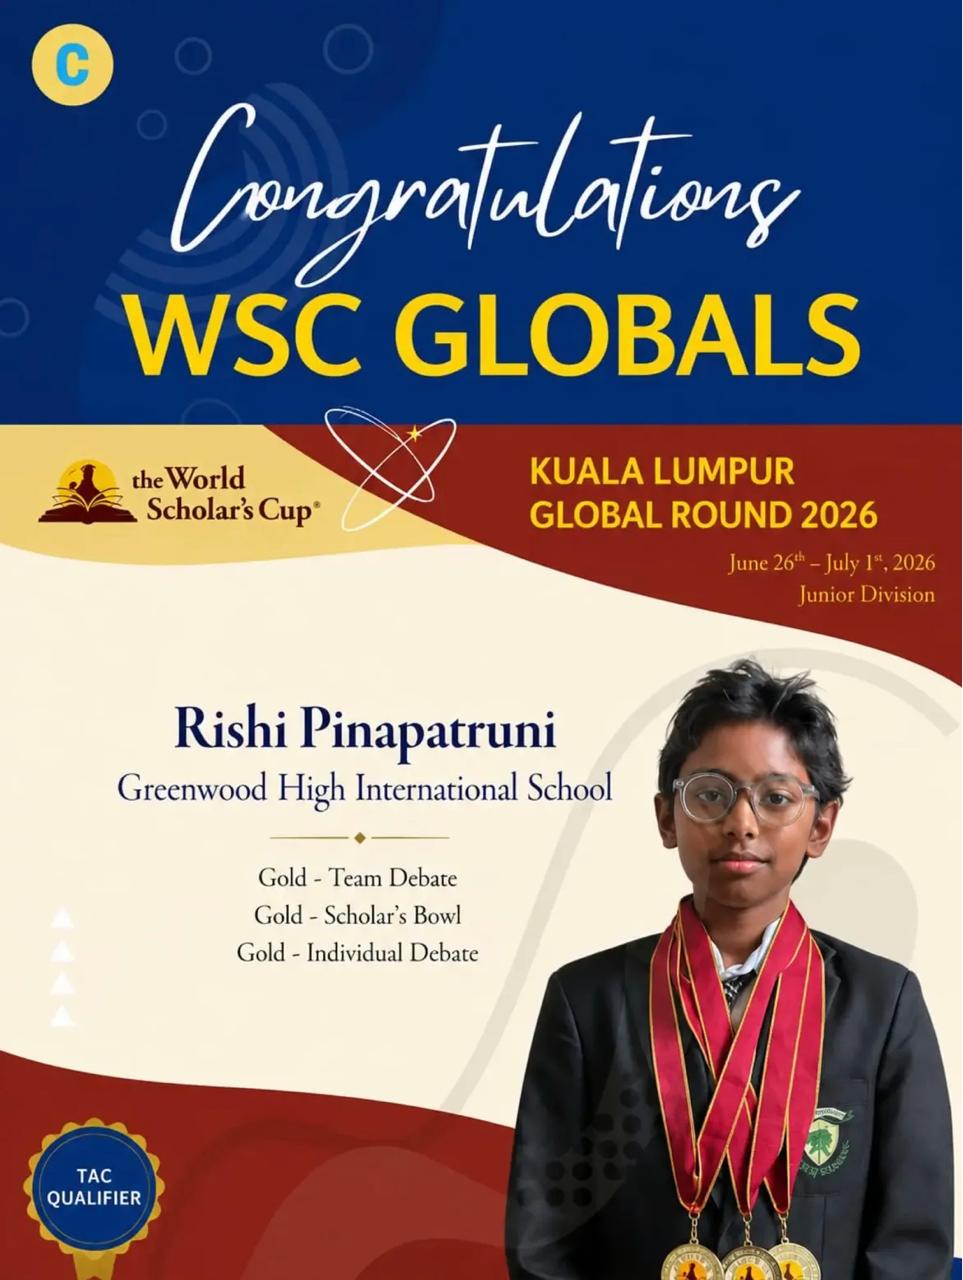 C
Congratulations
WSC GLOBALS
the World
Scholar's Cup®
KUALA LUMPUR
GLOBAL ROUND 2026
June 26th – July 1st, 2026
Junior Division
Rishi Pinapatruni
Greenwood High International School
Gold - Team Debate
Gold - Scholar's Bowl
Gold - Individual Debate
TAC
QUALIFIER